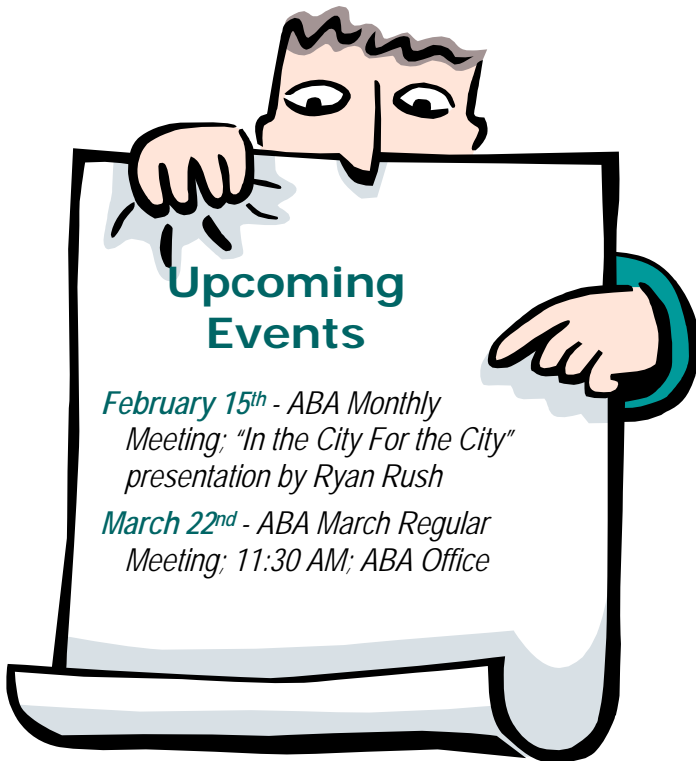 Upcoming
Events
February 15th - ABA Monthly
Meeting; “In the City For the City”
presentation by Ryan Rush
March 22nd - ABA March Regular
Meeting; 11:30 AM; ABA Office